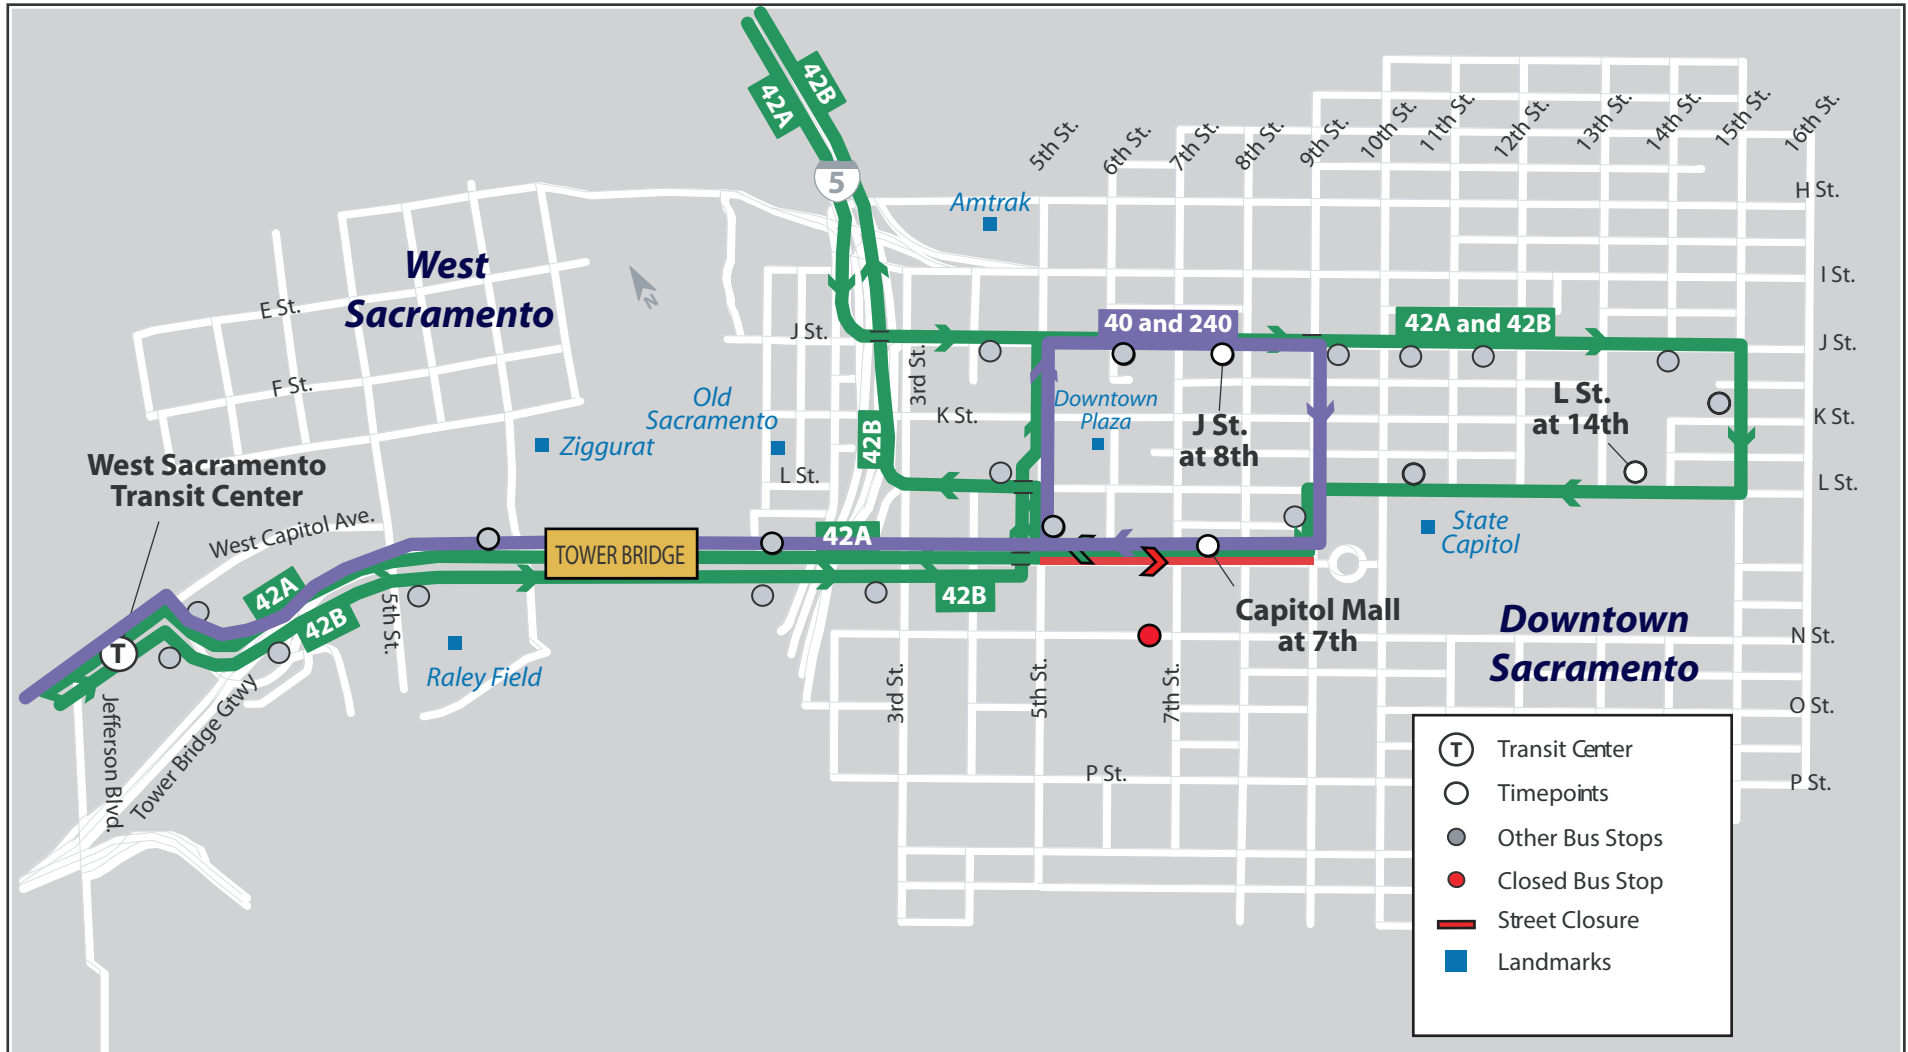 42B
42A
5
5th St.
6th St.
7th St.
8th St.
9th St.
10th St.
11th St.
12th St.
13th St.
14th St.
15th St.
16th St.
H St.
I St.
J St.
K St.
L St.
N St.
O St.
P St.
Amtrak
West
Sacramento
N
E St.
F St.
J St.
3rd St.
K St.
L St.
40 and 240
42A and 42B
Old
Sacramento
Downtown
Plaza
J St.
at 8th
L St.
at 14th
Ziggurat
42B
West Sacramento
Transit Center
West Capitol Ave.
TOWER BRIDGE
42A
42B
State
Capitol
42A
42B
5th St.
T
Raley Field
Capitol Mall
at 7th
Downtown
Sacramento
Jefferson Blvd.
Tower Bridge Gtwy
3rd St.
5th St.
7th St.
P St.
T Transit Center
Timepoints
Other Bus Stops
Closed Bus Stop
Street Closure
Landmarks